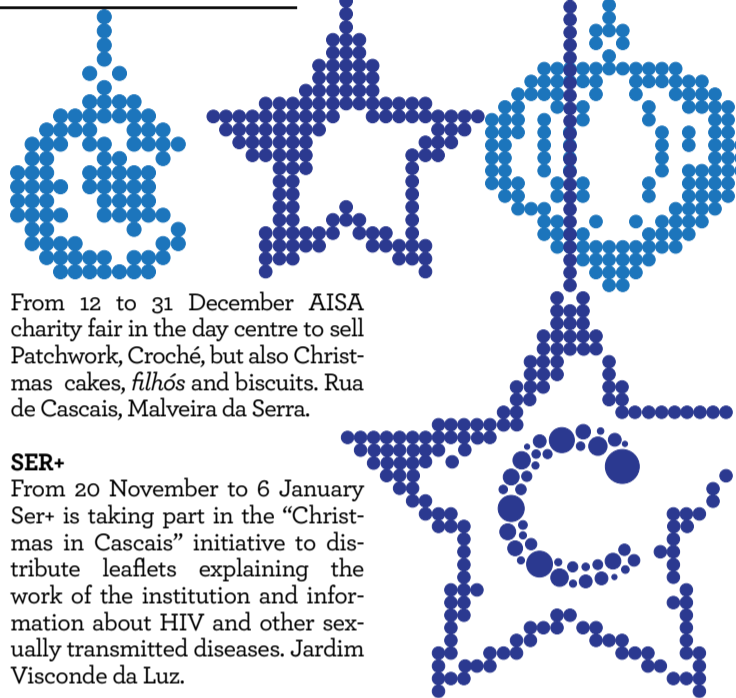 From 12 to 31 December AISA
charity fair in the day centre to sell
Patchwork, Croché, but also Christ-
mas cakes, filhós and biscuits. Rua
de Cascais, Malveira da Serra.
SER+
From 20 November to 6 January
Ser+ is taking part in the “Christ-
mas in Cascais” initiative to dis-
tribute leaflets explaining the
work of the institution and infor-
mation about HIV and other sex-
ually transmitted diseases. Jardim
Visconde da Luz.